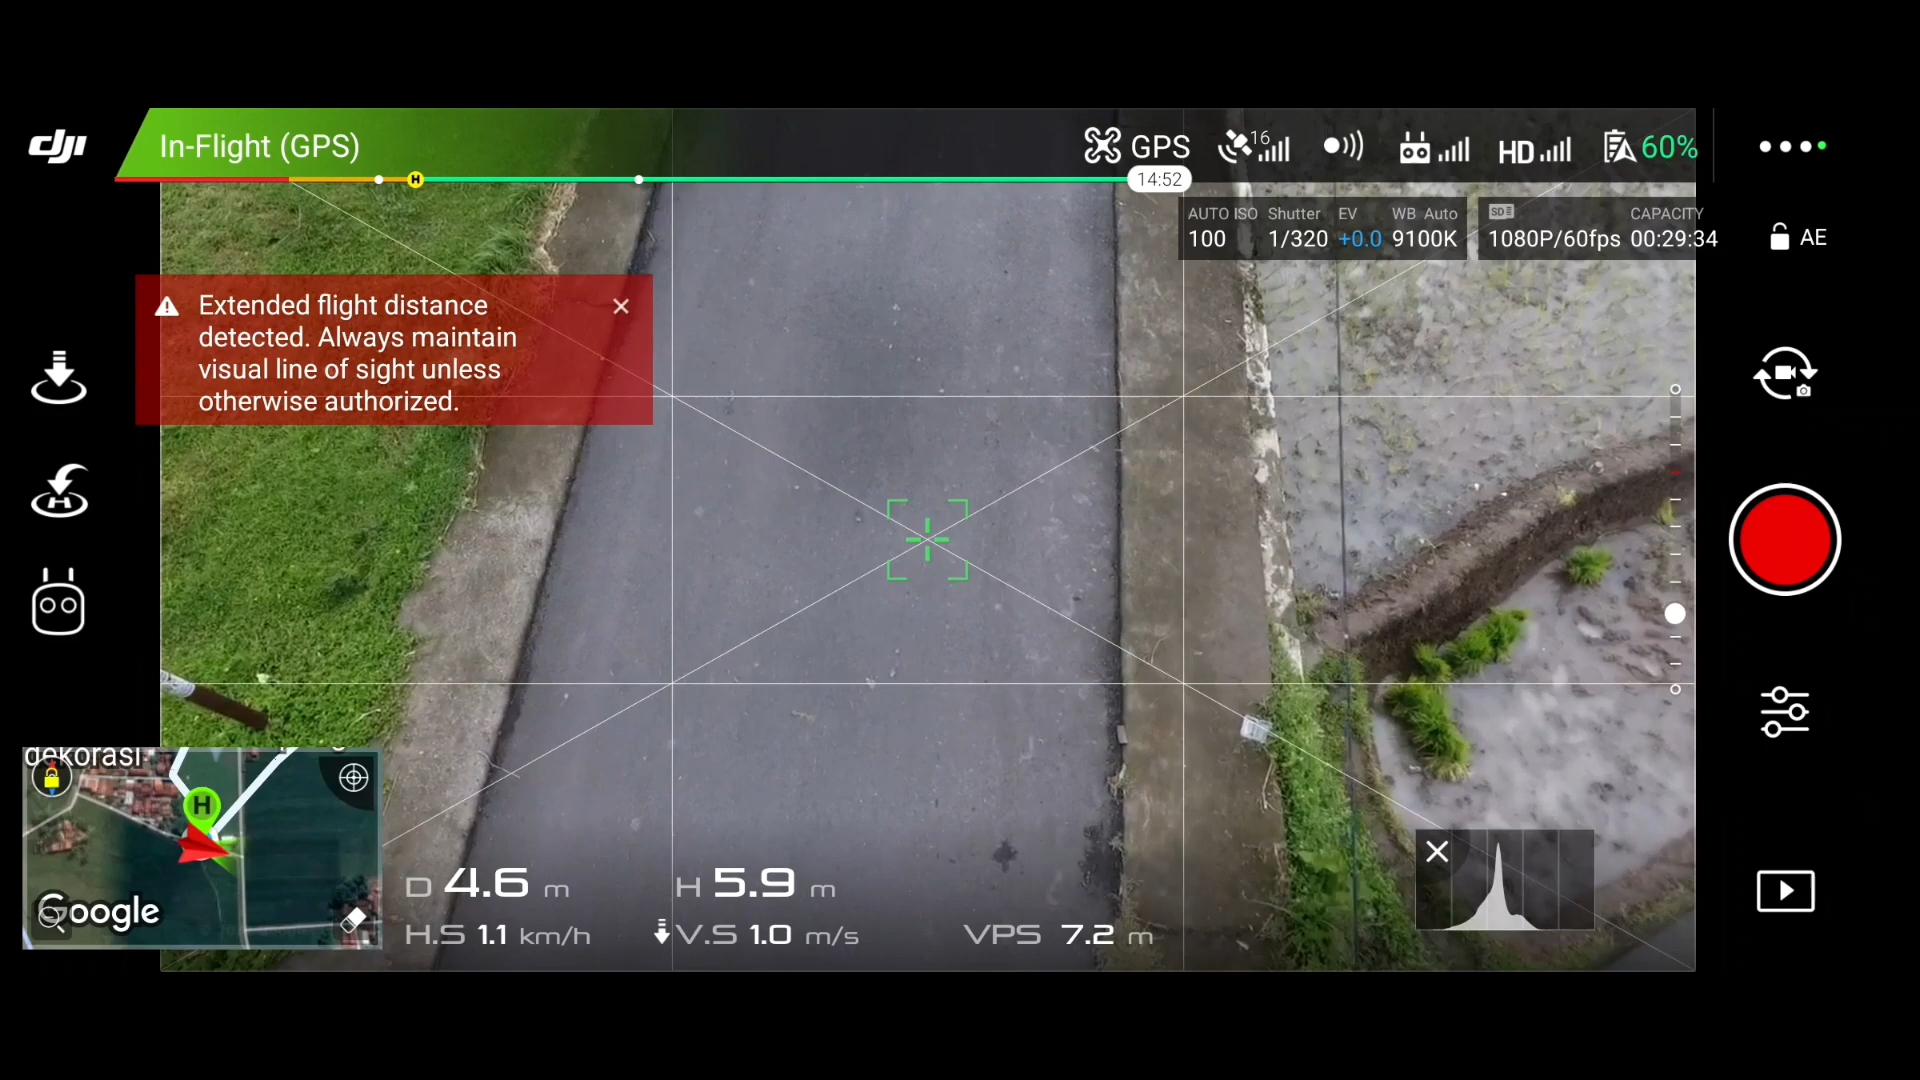 dji
In-Flight (GPS)
GPS
16
HD
60%
H
14:52
AUTO ISO Shutter EV WB Auto
100 1/320 +0.0 9100K
SD CAPACITY
1080P/60fps 00:29:34
AE
Extended flight distance
detected. Always maintain
visual line of sight unless
otherwise authorized.
H
dekorasi
H
Google
D 4.6 m
H 5.9 m
H.S 1.1 km/h
V.S 1.0 m/s
VPS 7.2 m